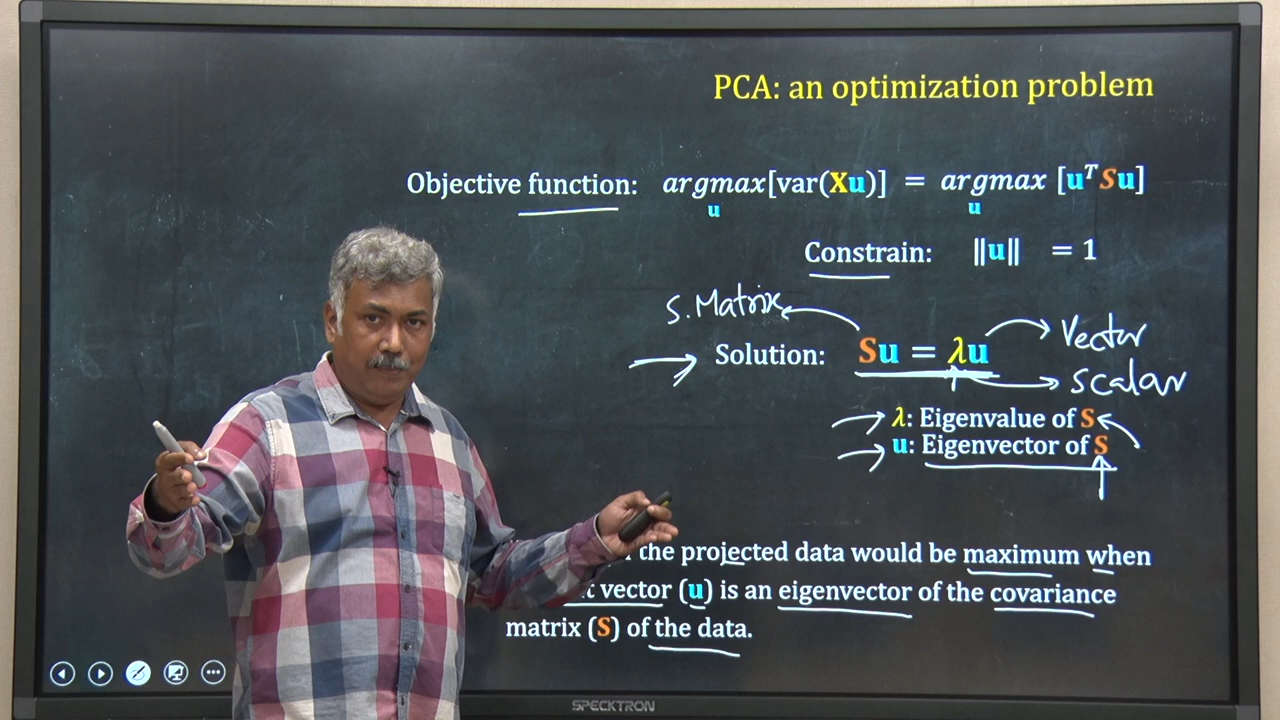 PCA: an optimization problem
Objective function: argmax[var(Xu)] = argmax [uᵀSu]
u u
Constrain: ‖u‖ = 1
S. Matrix
Vector
Solution: Su = λu
Scalar
λ: Eigenvalue of S
u: Eigenvector of S
the projected data would be maximum when
vector (u) is an eigenvector of the covariance
matrix (S) of the data.
SPECKTRON